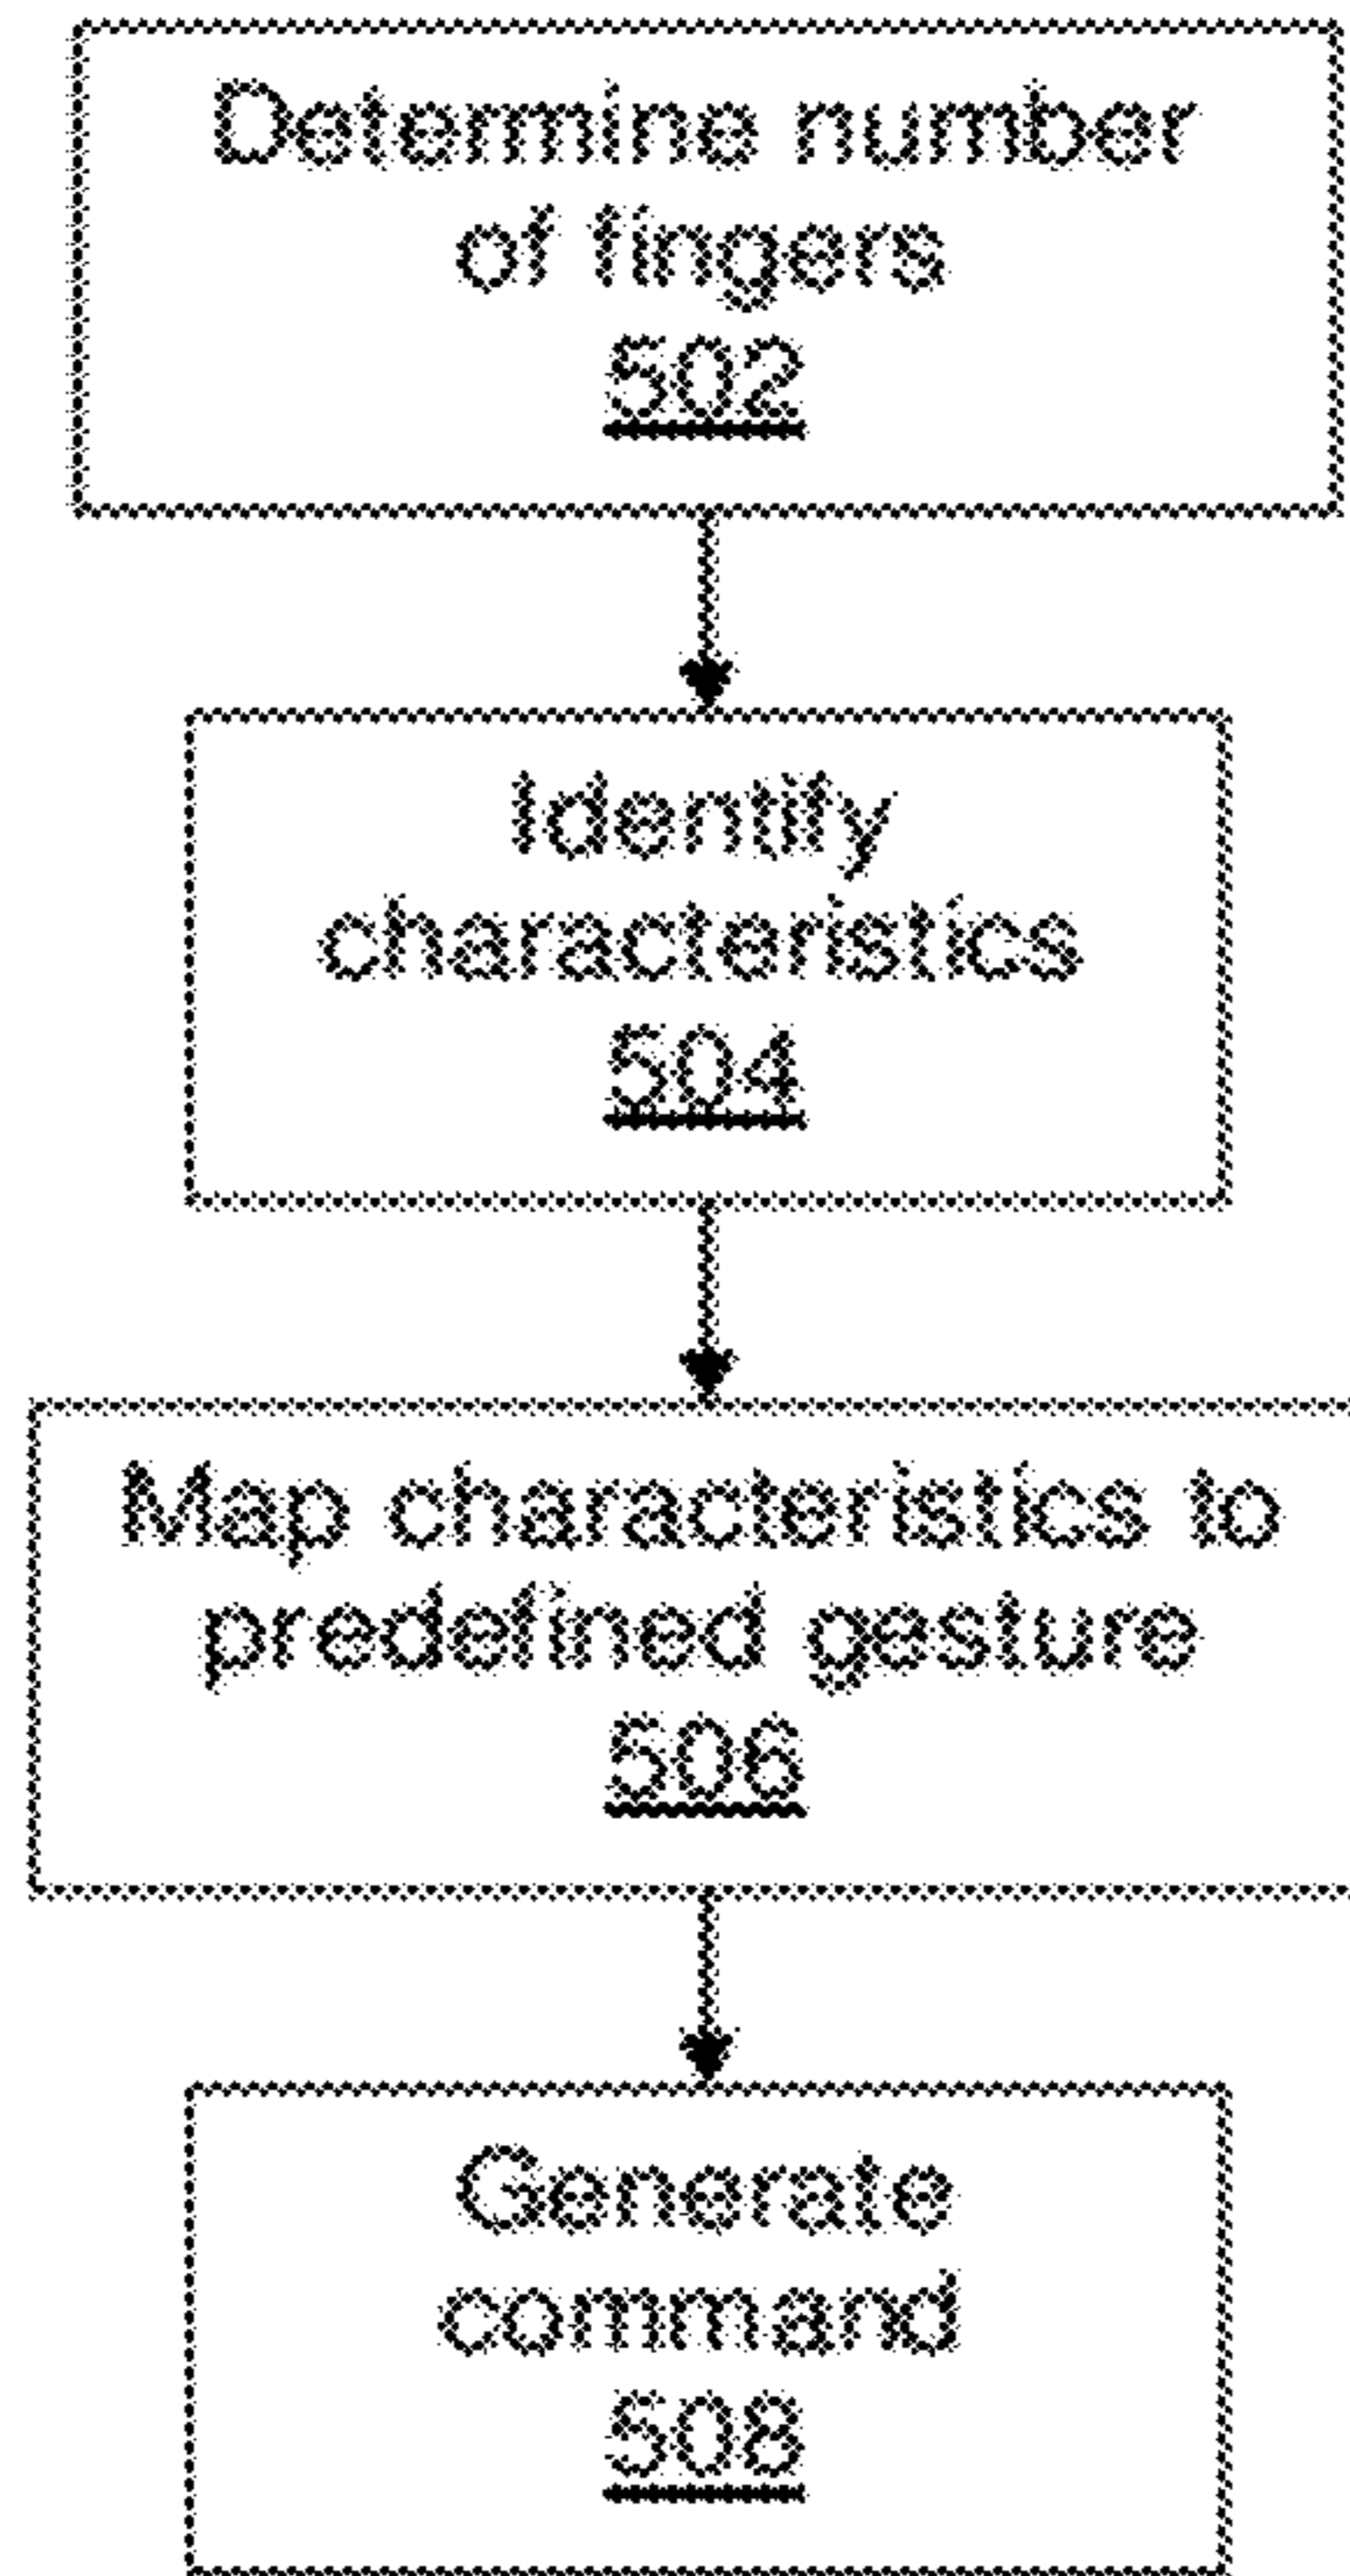 Determine number
of fingers
502
Identify
characteristics
504
Map characteristics to
predefined gesture
506
Generate
command
508